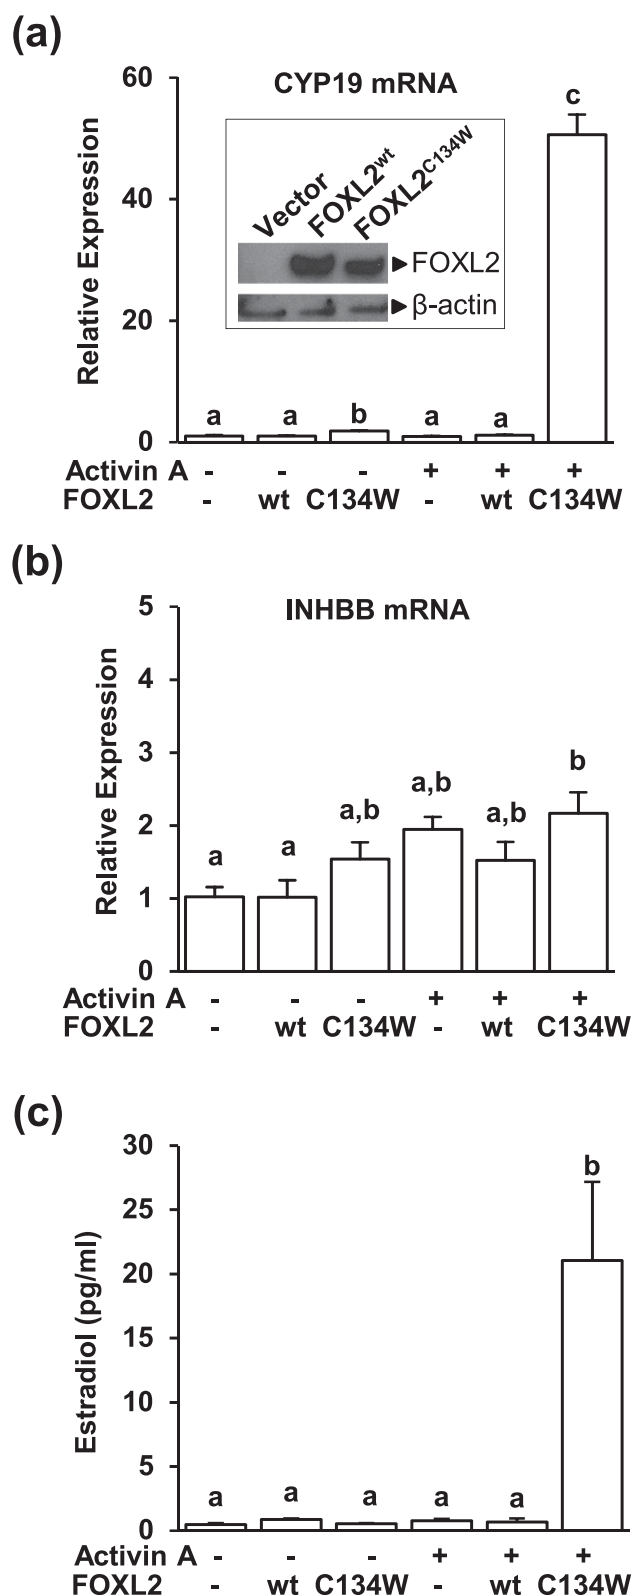 (a)
CYP19 mRNA
60
40
20
0
Relative Expression
Vector
FOXL2wt
FOXL2C134W
FOXL2
β-actin
a a b a a c
Activin A - - - + + +
FOXL2 - wt C134W - wt C134W
(b)
INHBB mRNA
5
4
3
2
1
0
Relative Expression
a a a,b a,b a,b b
Activin A - - - + + +
FOXL2 - wt C134W - wt C134W
(c)
30
25
20
15
10
5
0
Estradiol (pg/ml)
a a a a a b
Activin A - - - + + +
FOXL2 - wt C134W - wt C134W